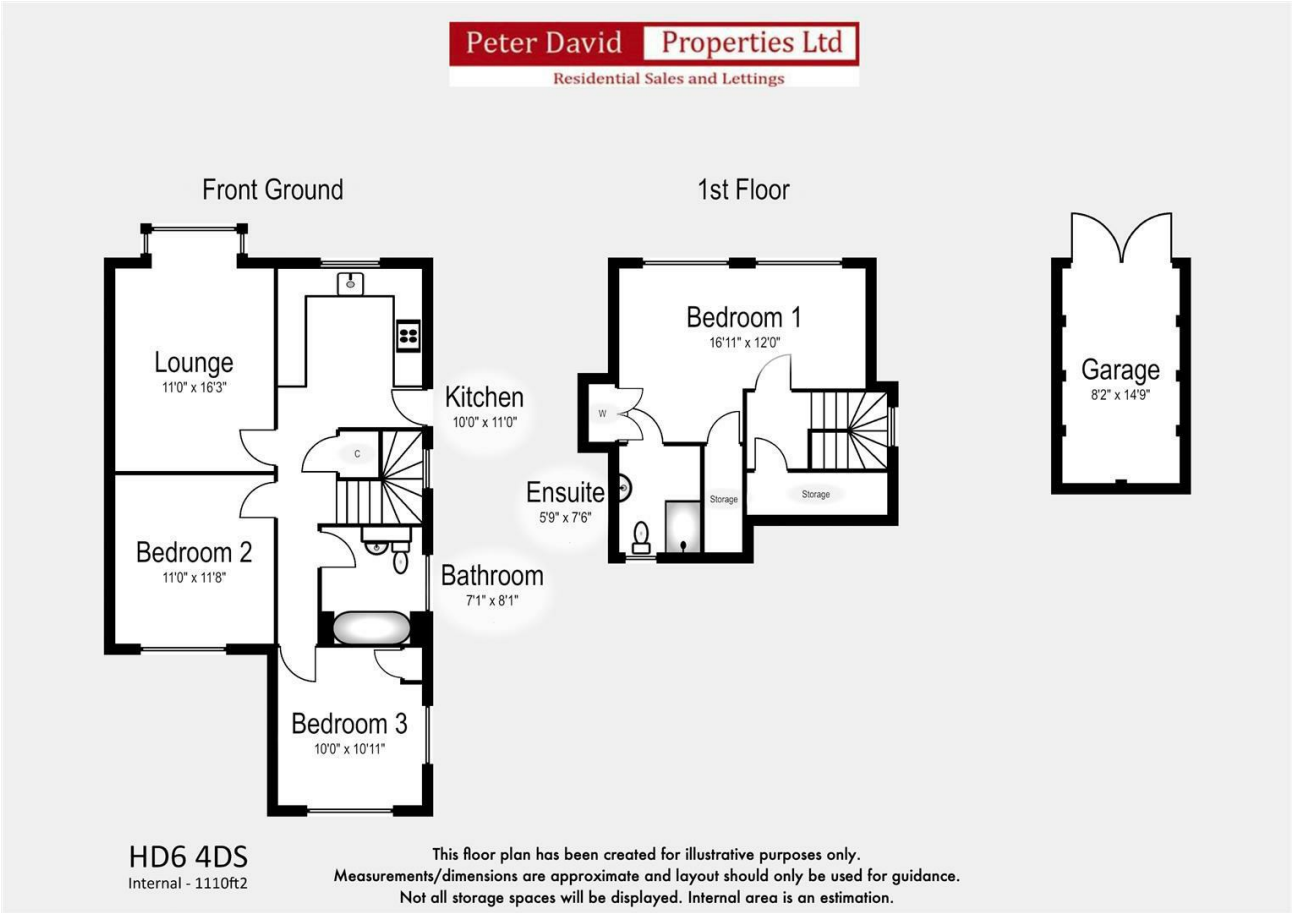 Peter David Properties Ltd
Residential Sales and Lettings
Front Ground
1st Floor
Lounge
11'0" x 16'3"
Kitchen
10'0" x 11'0"
C
Bedroom 2
11'0" x 11'8"
Bathroom
7'1" x 8'1"
Bedroom 3
10'0" x 10'11"
Bedroom 1
16'11" x 12'0"
W
Ensuite
5'9" x 7'6"
Storage
Storage
Garage
8'2" x 14'9"
HD6 4DS
Internal - 1110ft2
This floor plan has been created for illustrative purposes only.
Measurements/dimensions are approximate and layout should only be used for guidance.
Not all storage spaces will be displayed. Internal area is an estimation.